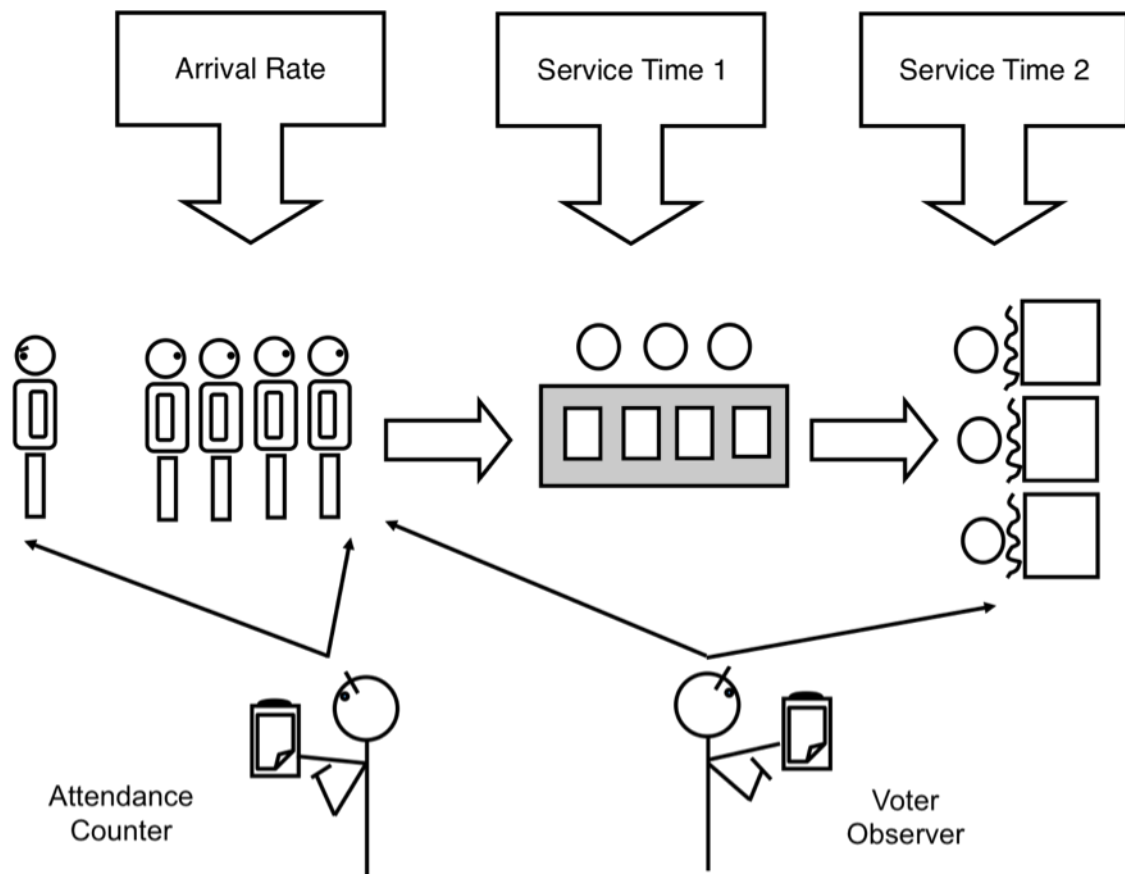 Arrival Rate
Service Time 1
Service Time 2
Attendance
Counter
Voter
Observer